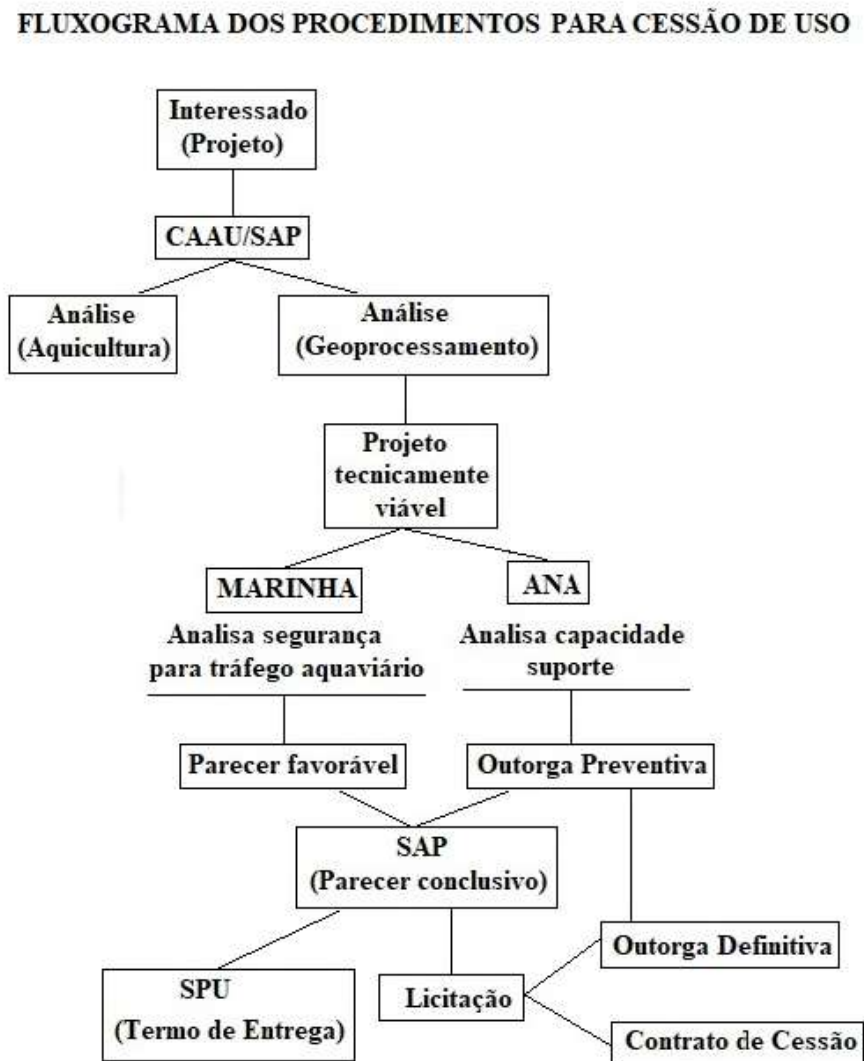 FLUXOGRAMA DOS PROCEDIMENTOS PARA CESSÃO DE USO
Interessado
(Projeto)
CAAU/SAP
Análise
(Aquicultura)
Análise
(Geoprocessamento)
Projeto
tecnicamente
viável
MARINHA
ANA
Analisa segurança
para tráfego aquaviário
Analisa capacidade
suporte
Parecer favorável
Outorga Preventiva
SAP
(Parecer conclusivo)
Outorga Definitiva
SPU
(Termo de Entrega)
Licitação
Contrato de Cessão